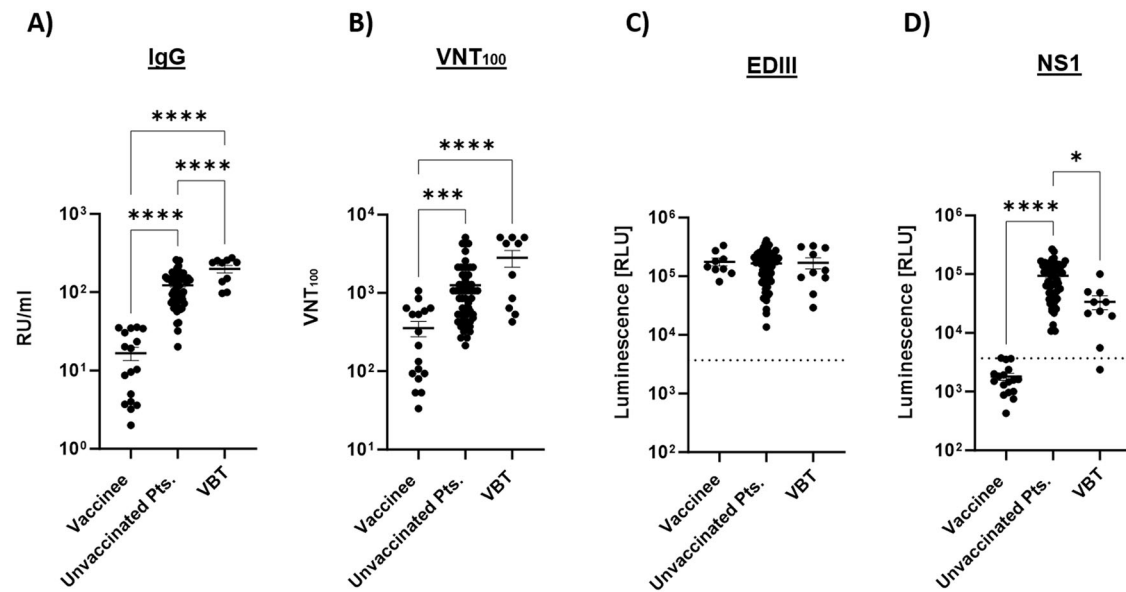 A)
IgG
****
****
****
RU/ml
10³
10²
10¹
10⁰
Vaccinee
Unvaccinated Pts.
VBT
B)
VNT₁₀₀
****
***
VNT₁₀₀
10⁴
10³
10²
10¹
Vaccinee
Unvaccinated Pts.
VBT
C)
EDIII
Luminescence [RLU]
10⁶
10⁵
10⁴
10³
10²
Vaccinee
Unvaccinated Pts.
VBT
D)
NS1
*
****
Luminescence [RLU]
10⁶
10⁵
10⁴
10³
10²
Vaccinee
Unvaccinated Pts.
VBT